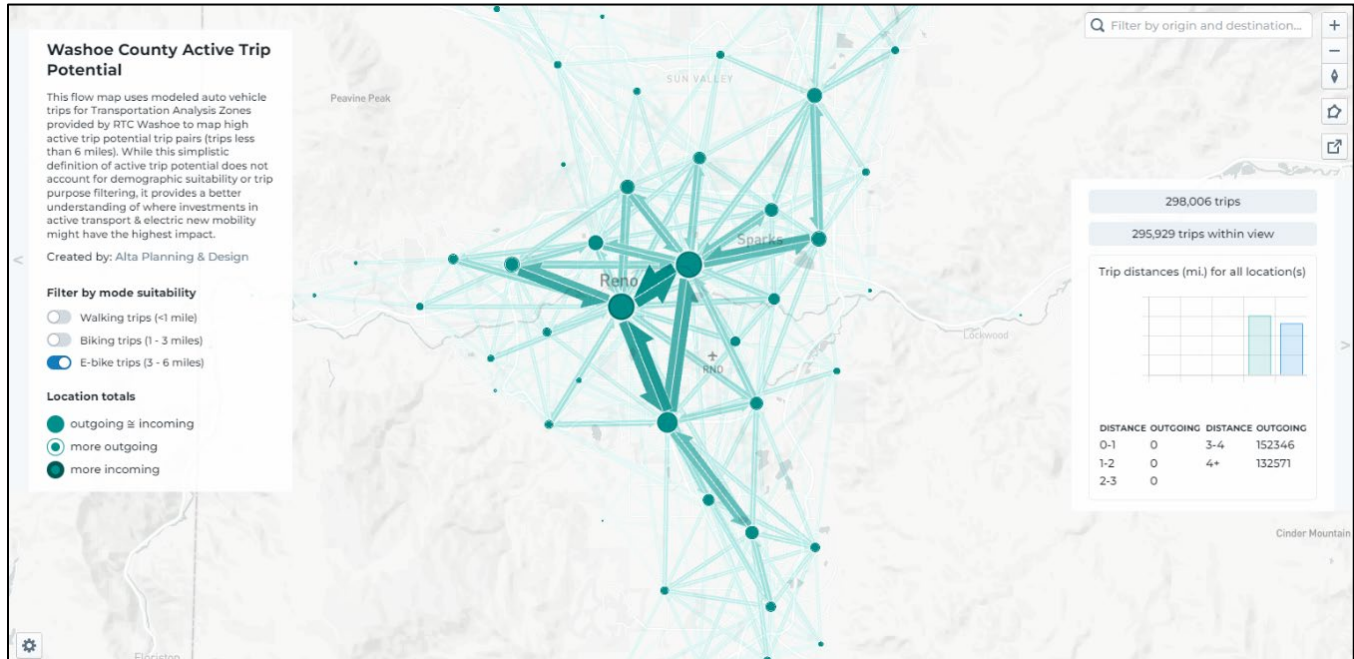 Washoe County Active Trip
Potential
This flow map uses modeled auto vehicle
trips for Transportation Analysis Zones
provided by RTC Washoe to map high
active trip potential trip pairs (trips less
than 6 miles). While this simplistic
definition of active trip potential does not
account for demographic suitability or trip
purpose filtering, it provides a better
understanding of where investments in
active transport & electric new mobility
might have the highest impact.
Created by: Alta Planning & Design
Filter by mode suitability
Walking trips (<1 mile)
Biking trips (1 - 3 miles)
E-bike trips (3 - 6 miles)
Location totals
outgoing ≅ incoming
more outgoing
more incoming
Peavine Peak
SUN VALLEY
Sparks
Reno
RNO
Lockwood
Floriston
Cinder Mountain
Filter by origin and destination...
298,006 trips
295,929 trips within view
Trip distances (mi.) for all location(s)
DISTANCE OUTGOING DISTANCE OUTGOING
0-1 0 3-4 152346
1-2 0 4+ 132571
2-3 0